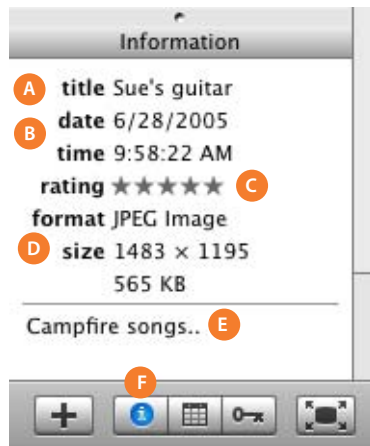 Information
A title Sue's guitar
B date 6/28/2005
time 9:58:22 AM
rating ★★★★★ C
format JPEG Image
D size 1483 × 1195
565 KB
Campfire songs.. E
F